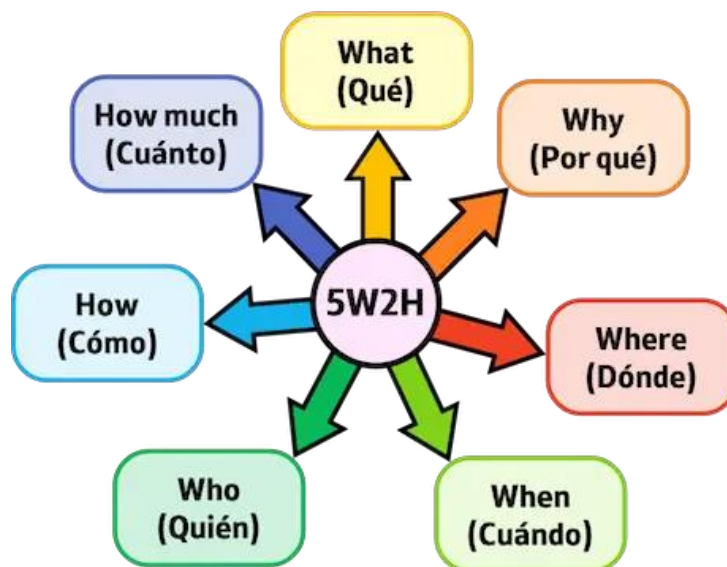 What
(Qué)
Why
(Por qué)
Where
(Dónde)
When
(Cuándo)
Who
(Quién)
How
(Cómo)
How much
(Cuánto)
5W2H